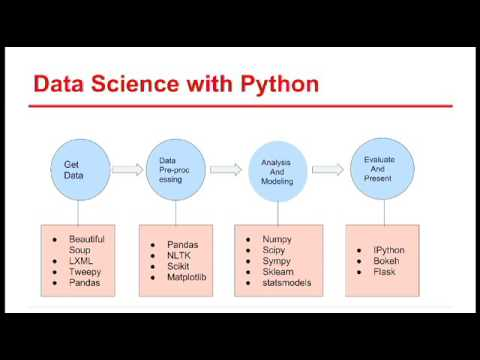 Data Science with Python
Get
Data
Data
Pre-proc
essing
Analysis
And
Modeling
Evaluate
And
Present
● Beautiful
Soup
● LXML
● Tweepy
● Pandas
● Pandas
● NLTK
● Scikit
● Matplotlib
● Numpy
● Scipy
● Sympy
● Sklearn
● statsmodels
● IPython
● Bokeh
● Flask